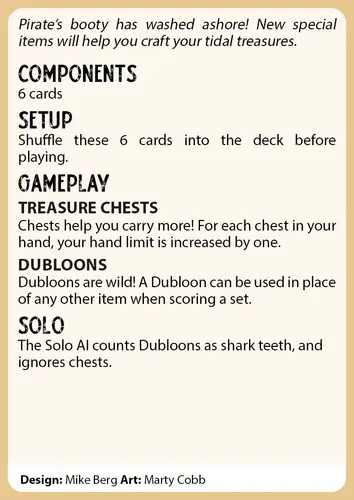 Pirate's booty has washed ashore! New special
items will help you craft your tidal treasures.
COMPONENTS
6 cards
SETUP
Shuffle these 6 cards into the deck before
playing.
GAMEPLAY
TREASURE CHESTS
Chests help you carry more! For each chest in your
hand, your hand limit is increased by one.
DUBLOONS
Dubloons are wild! A Dubloon can be used in place
of any other item when scoring a set.
SOLO
The Solo AI counts Dubloons as shark teeth, and
ignores chests.
Design: Mike Berg Art: Marty Cobb